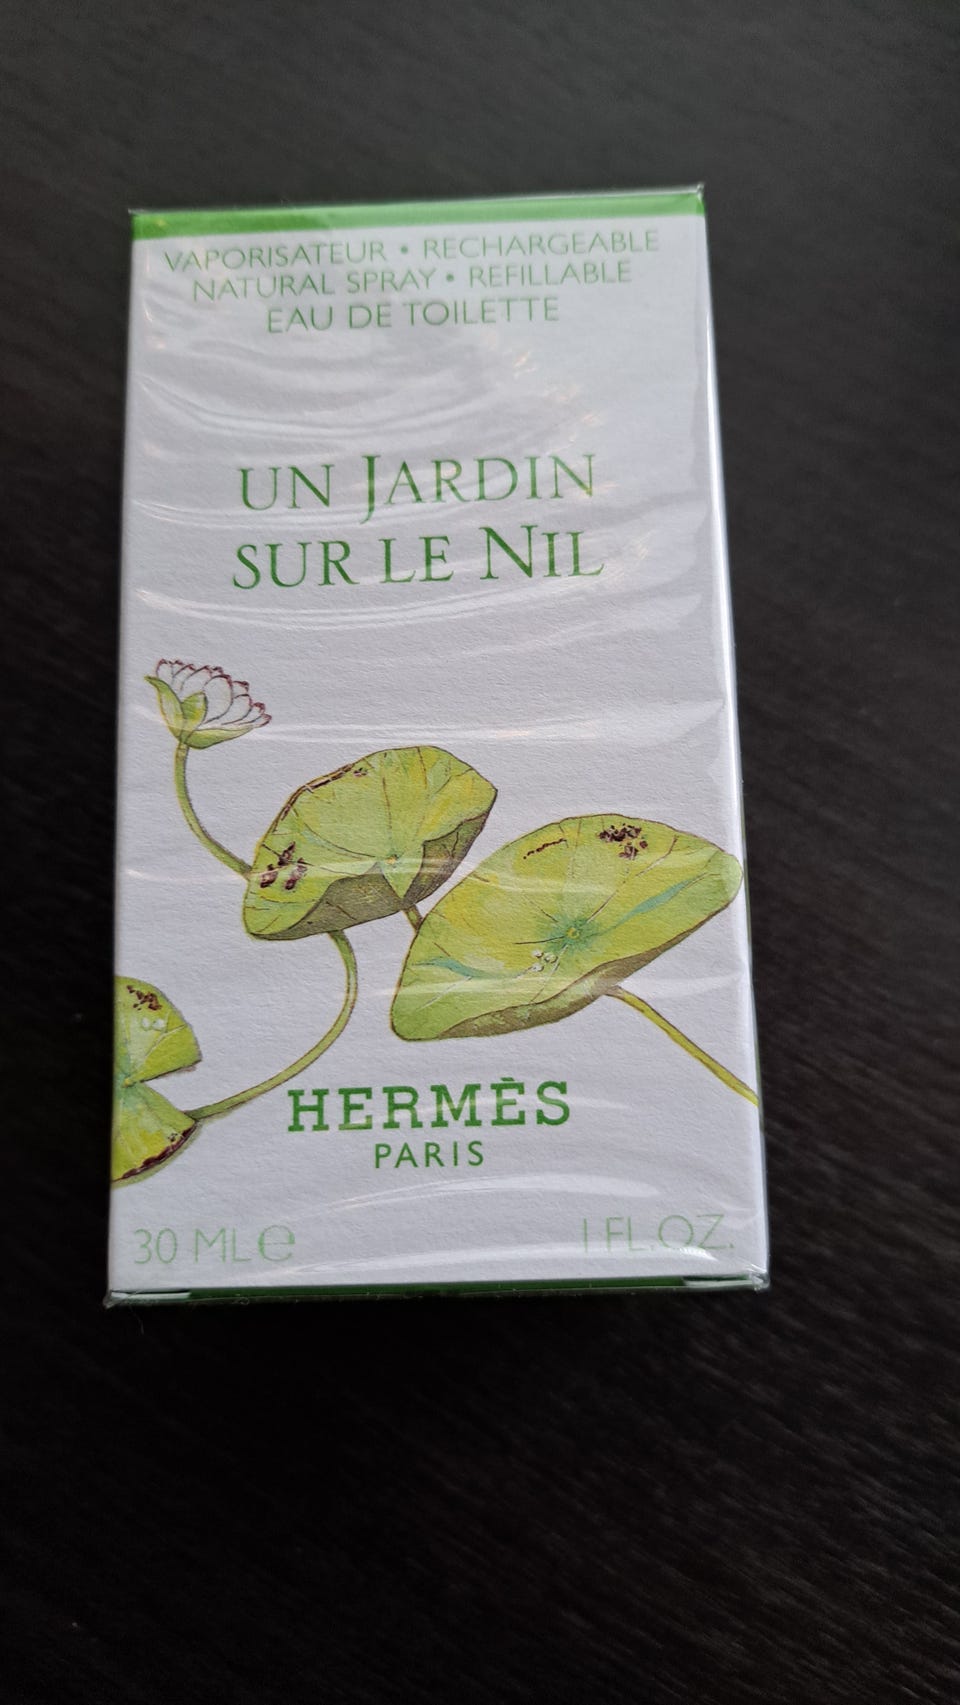 VAPORISATEUR • RECHARGEABLE
NATURAL SPRAY • REFILLABLE
EAU DE TOILETTE
UN JARDIN
SUR LE NIL
HERMÈS
PARIS
30 ML ℮
1 FL.OZ.